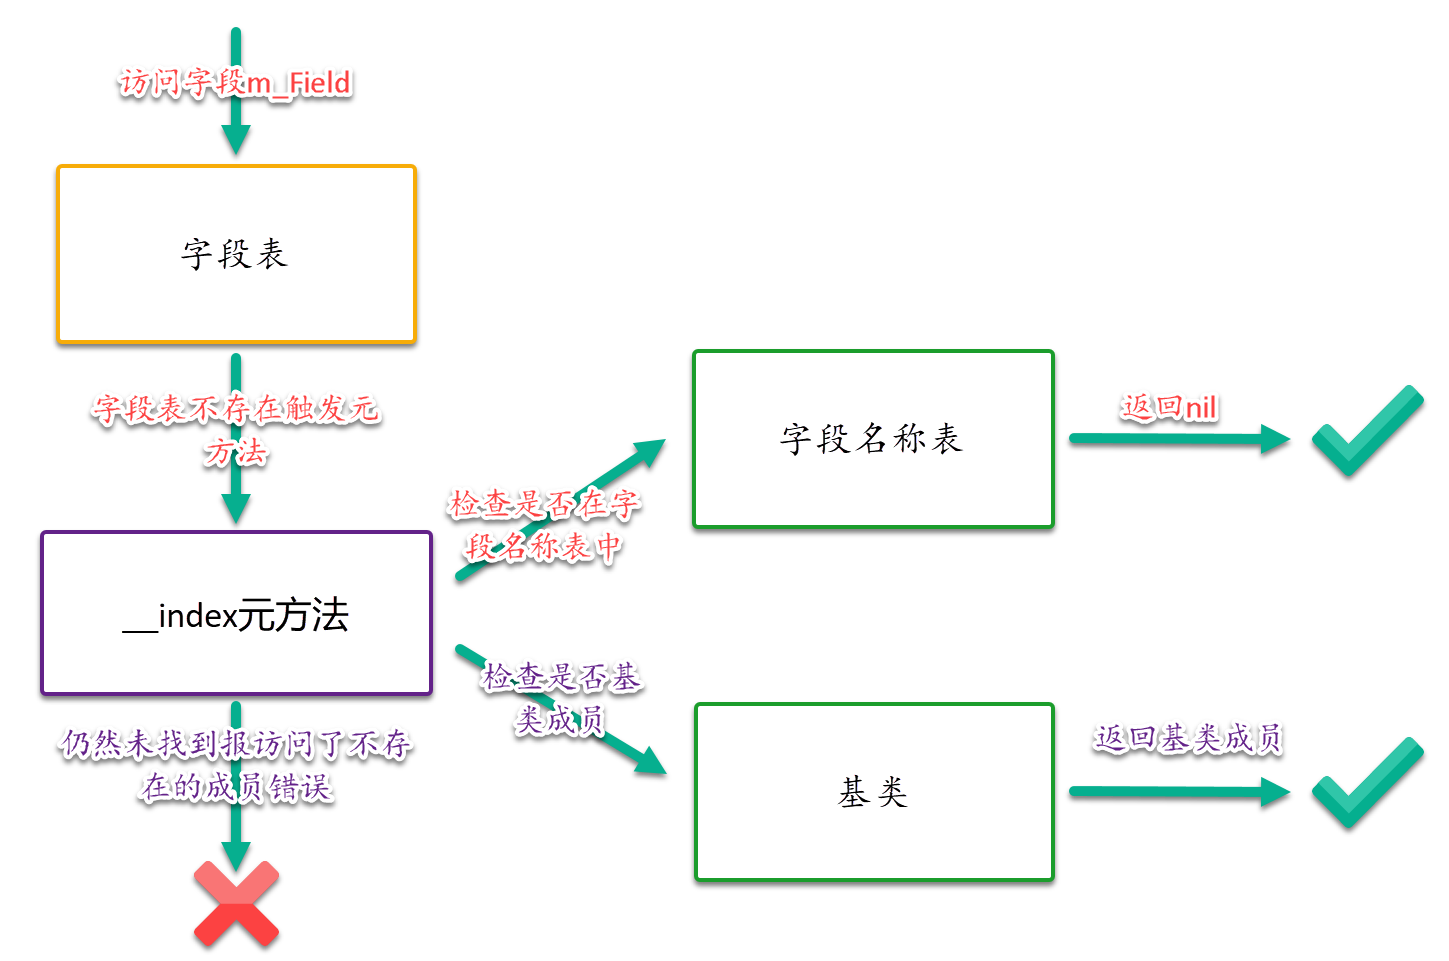 访问字段m_Field
字段表
字段表不存在触发元
方法
__index元方法
检查是否在字
段名称表中
字段名称表
返回nil
检查是否基
类成员
基类
返回基类成员
仍然未找到报访问了不存
在的成员错误